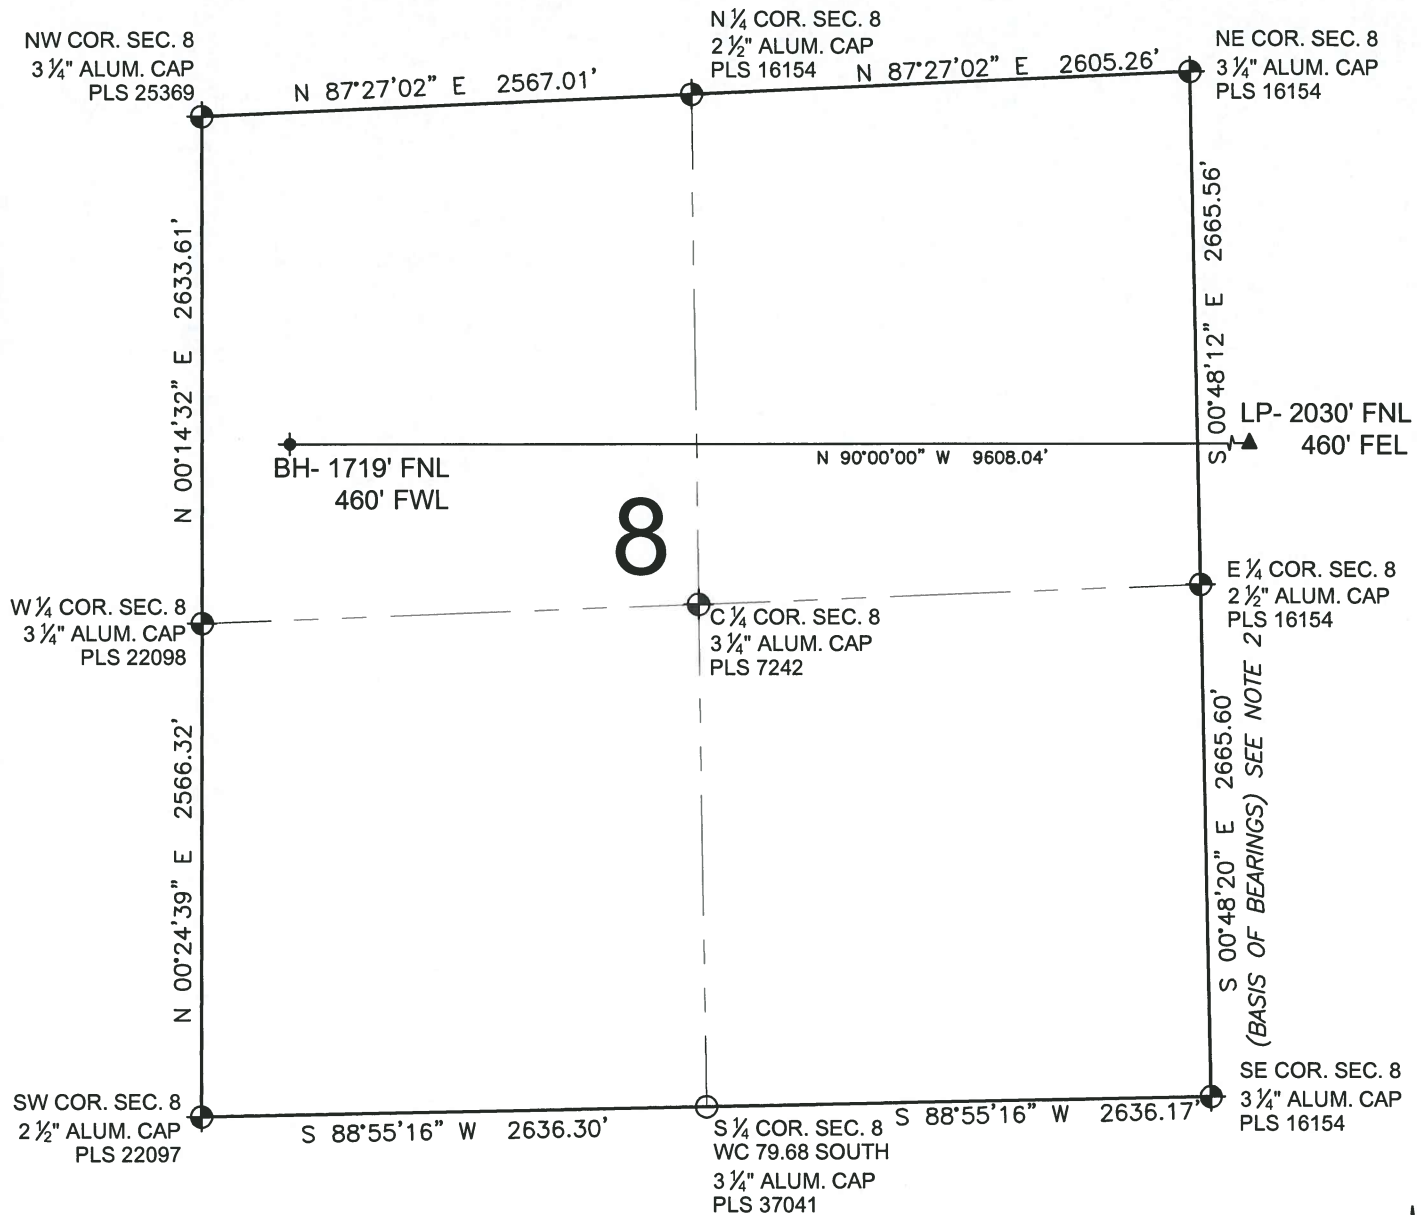 NW COR. SEC. 8
3 ¼" ALUM. CAP
PLS 25369
N 87°27'02" E 2567.01'
N ¼ COR. SEC. 8
2 ½" ALUM. CAP
PLS 16154
N 87°27'02" E 2605.26'
NE COR. SEC. 8
3 ¼" ALUM. CAP
PLS 16154
N 00°14'32" E 2633.61'
S 00°48'12" E 2665.56'
LP- 2030' FNL
460' FEL
BH- 1719' FNL
460' FWL
N 90°00'00" W 9608.04'
8
W ¼ COR. SEC. 8
3 ¼" ALUM. CAP
PLS 22098
C ¼ COR. SEC. 8
3 ¼" ALUM. CAP
PLS 7242
E ¼ COR. SEC. 8
2 ½" ALUM. CAP
PLS 16154
N 00°24'39" E 2566.32'
S 00°48'20" E 2665.60'
(BASIS OF BEARINGS) SEE NOTE 2
SW COR. SEC. 8
2 ½" ALUM. CAP
PLS 22097
S 88°55'16" W 2636.30'
S ¼ COR. SEC. 8
WC 79.68 SOUTH
3 ¼" ALUM. CAP
PLS 37041
S 88°55'16" W 2636.17'
SE COR. SEC. 8
3 ¼" ALUM. CAP
PLS 16154